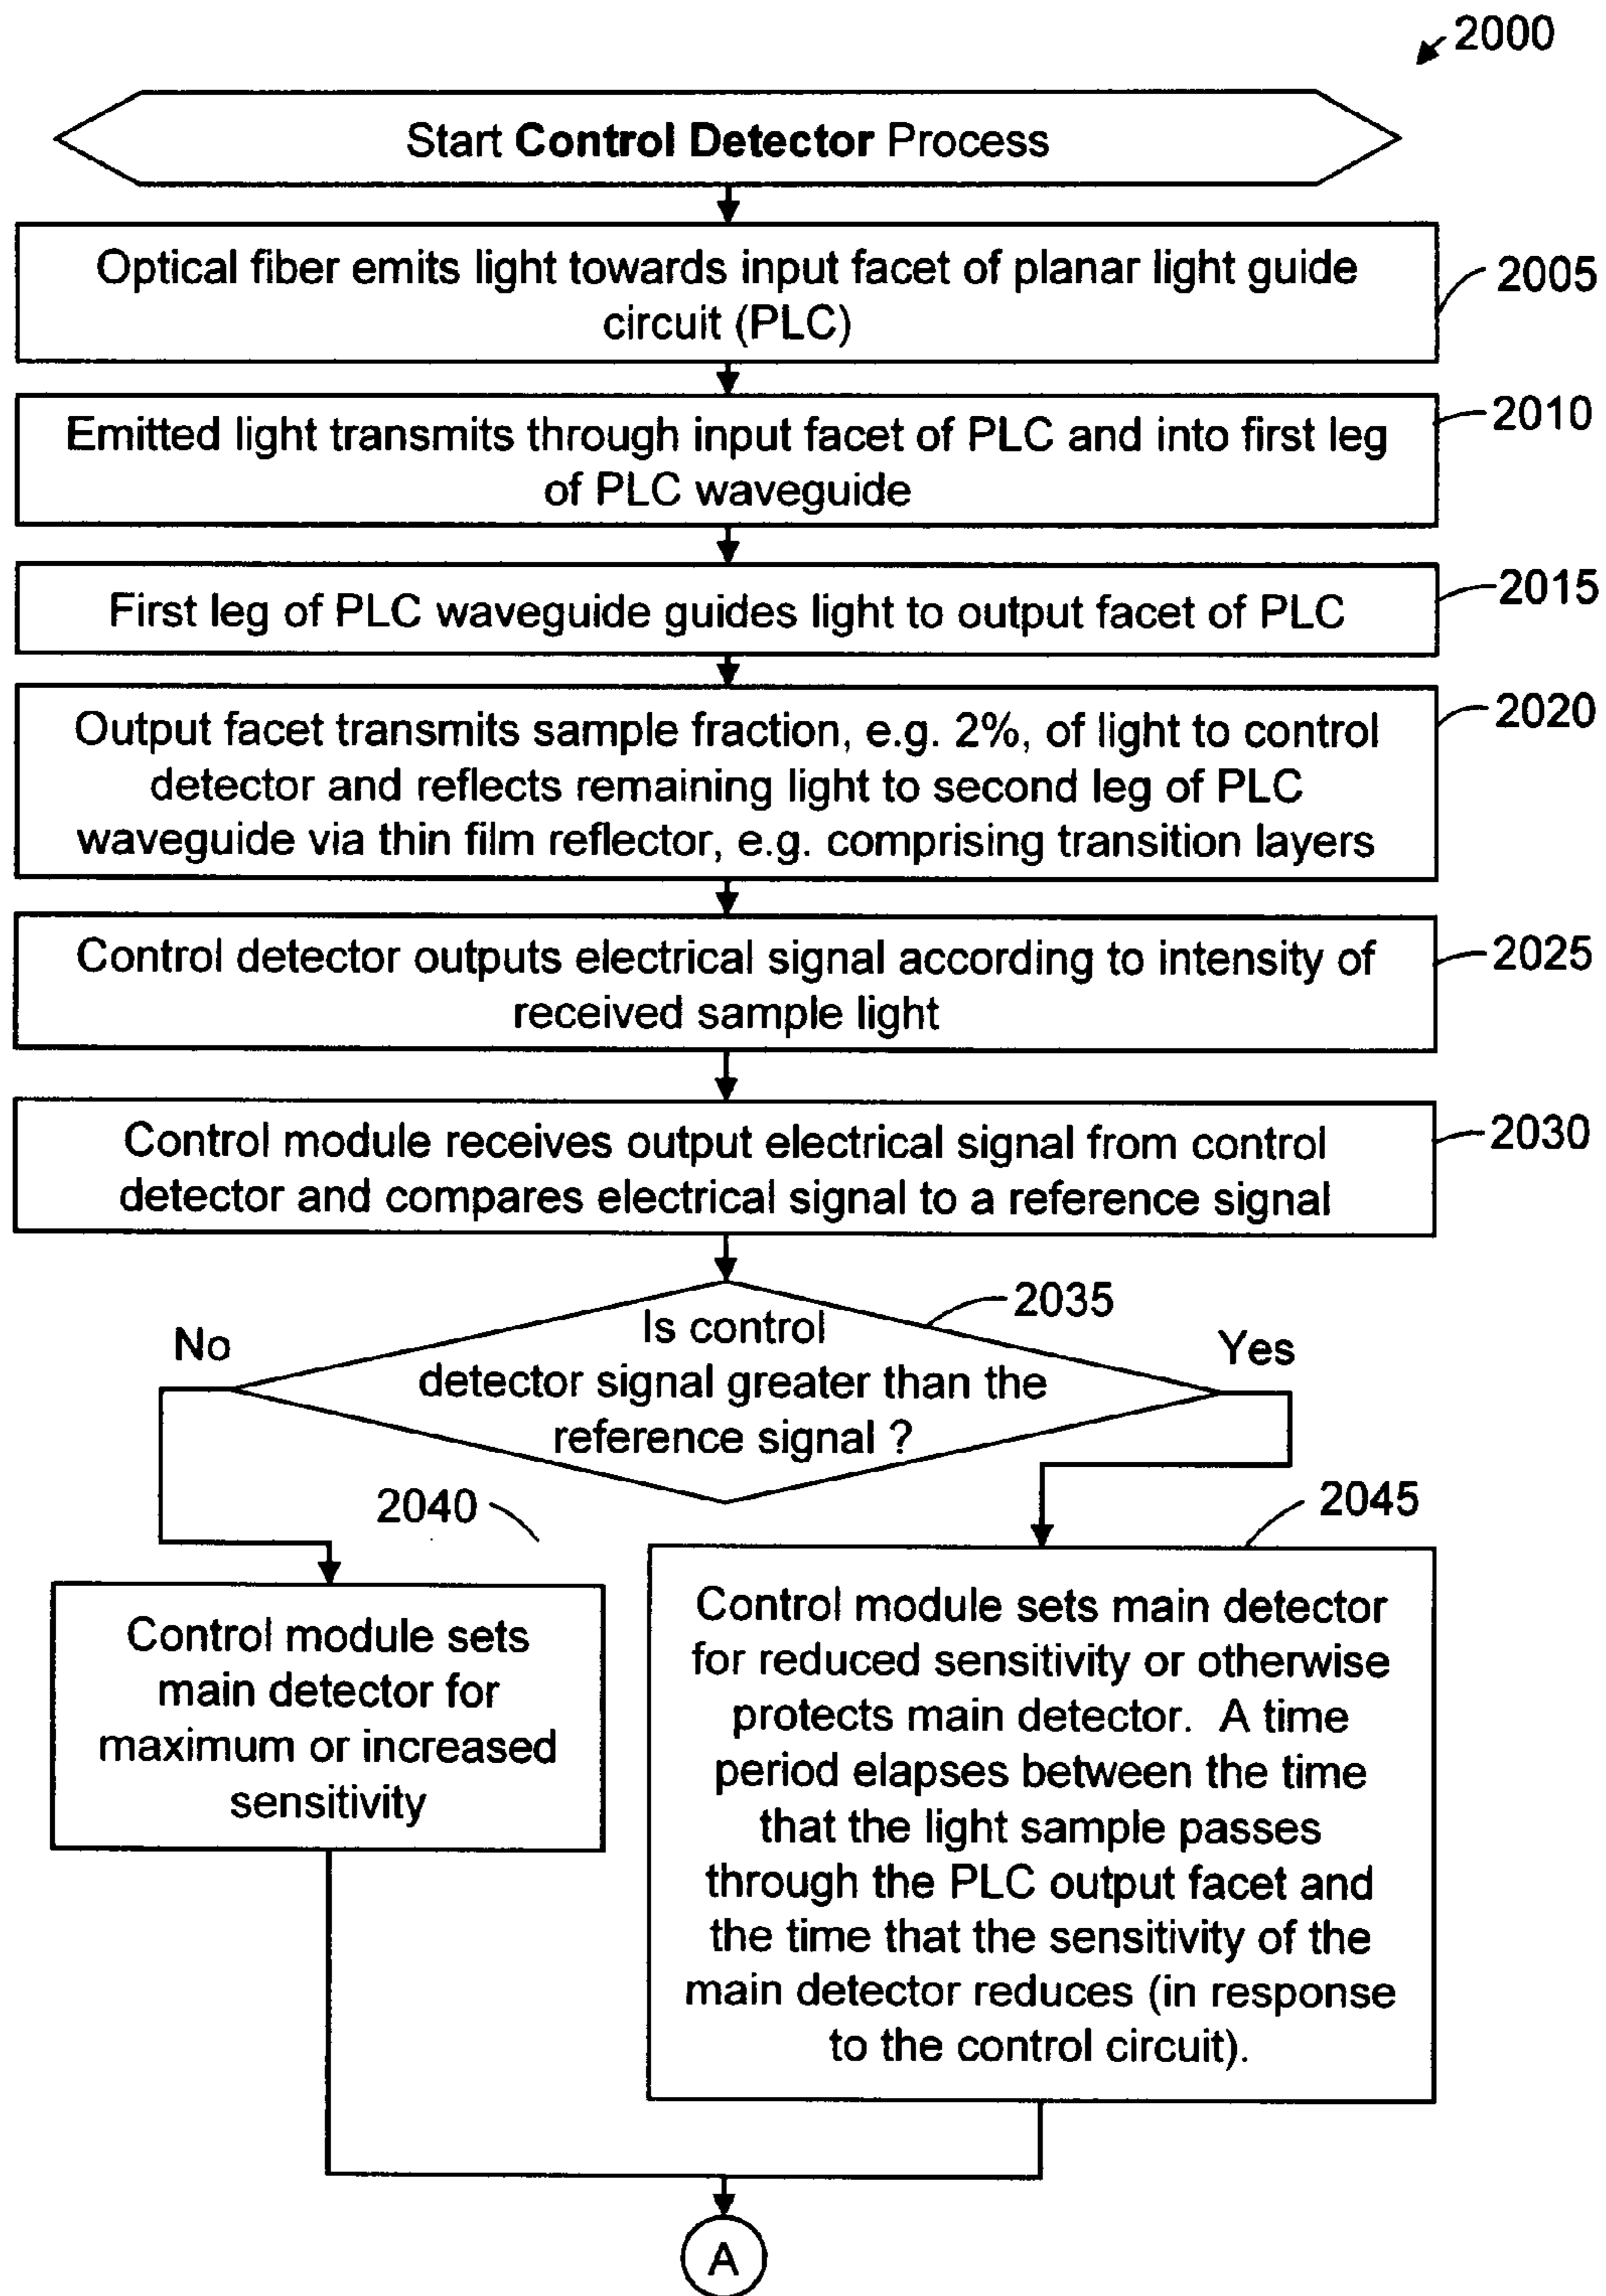 2000
Start Control Detector Process
Optical fiber emits light towards input facet of planar light guide
circuit (PLC)
2005
Emitted light transmits through input facet of PLC and into first leg
of PLC waveguide
2010
First leg of PLC waveguide guides light to output facet of PLC
2015
Output facet transmits sample fraction, e.g. 2%, of light to control
detector and reflects remaining light to second leg of PLC
waveguide via thin film reflector, e.g. comprising transition layers
2020
Control detector outputs electrical signal according to intensity of
received sample light
2025
Control module receives output electrical signal from control
detector and compares electrical signal to a reference signal
2030
Is control
detector signal greater than the
reference signal ?
2035
No
Yes
2040
Control module sets
main detector for
maximum or increased
sensitivity
2045
Control module sets main detector
for reduced sensitivity or otherwise
protects main detector. A time
period elapses between the time
that the light sample passes
through the PLC output facet and
the time that the sensitivity of the
main detector reduces (in response
to the control circuit).
A